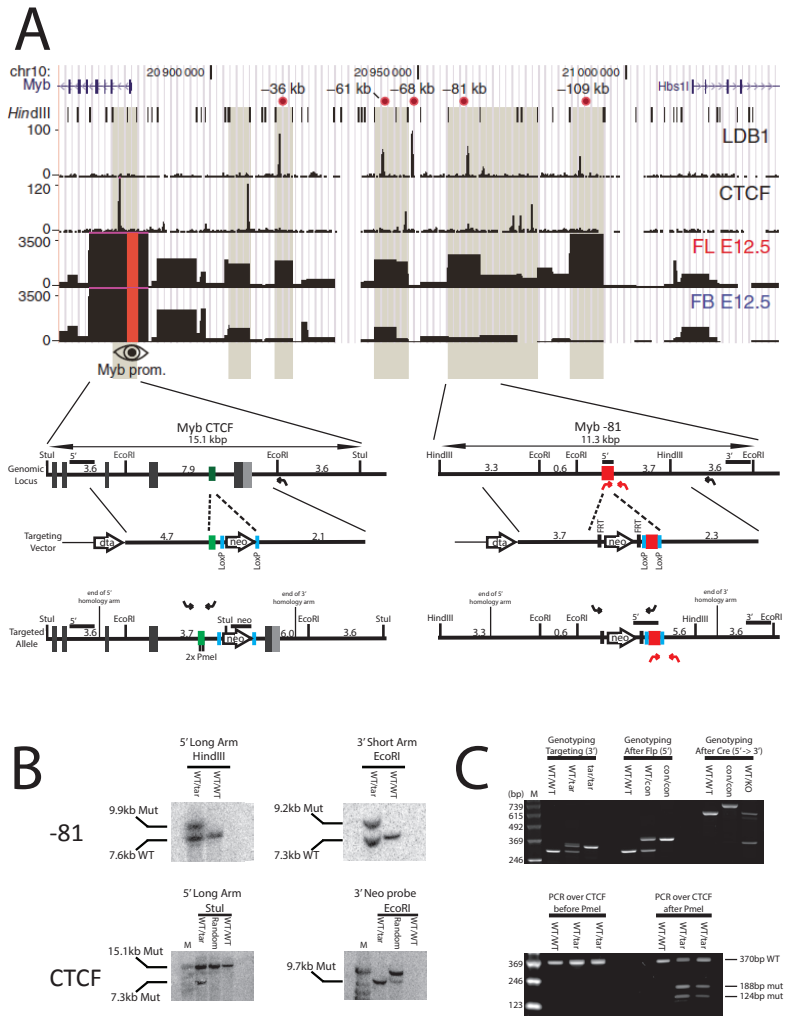 A
chr10:
20 900 000
20 950 000
21 000 000
Myb
Hbs1l
−36 kb
−61 kb
−68 kb
−81 kb
−109 kb
HindIII
100
0
LDB1
120
0
CTCF
3500
0
FL E12.5
3500
0
FB E12.5
Myb prom.
Myb CTCF
15.1 kbp
StuI
5'
EcoRI
EcoRI
StuI
Genomic
Locus
3.6
7.9
3.6
Targeting
Vector
dta
4.7
neo
2.1
LoxP
LoxP
end of 5'
homology arm
end of 3'
homology arm
StuI
5'
EcoRI
StuI
neo
EcoRI
StuI
Targeted
Allele
3.6
3.7
neo
6.0
3.6
2x PmeI
Myb -81
11.3 kbp
HindIII
EcoRI
EcoRI
5'
HindIII
3'
EcoRI
3.3
0.6
3.7
3.6
dta
3.7
FRT
neo
FRT
2.3
LoxP
LoxP
end of 5'
homology arm
end of 3'
homology arm
HindIII
EcoRI
EcoRI
5'
HindIII
3'
EcoRI
3.3
0.6
neo
5.6
3.6
B
5' Long Arm
HindIII
WT/tar
WT/WT
-81
9.9kb Mut
7.6kb WT
3' Short Arm
EcoRI
WT/tar
WT/WT
9.2kb Mut
7.3kb WT
5' Long Arm
StuI
M
WT/tar
Random
WT/WT
CTCF
15.1kb Mut
7.3kb Mut
3' Neo probe
EcoRI
M
WT/tar
Random
WT/WT
9.7kb Mut
C
Genotyping
Targeting (3')
Genotyping
After Flp (5')
Genotyping
After Cre (5' -> 3')
(bp)
M
WT/WT
WT/tar
tar/tar
WT/WT
WT/con
con/con
WT/WT
con/con
WT/KO
739
615
492
369
246
PCR over CTCF
before PmeI
PCR over CTCF
after PmeI
M
WT/WT
WT/tar
WT/tar
WT/WT
WT/tar
WT/tar
369
246
123
370bp WT
188bp mut
124bp mut